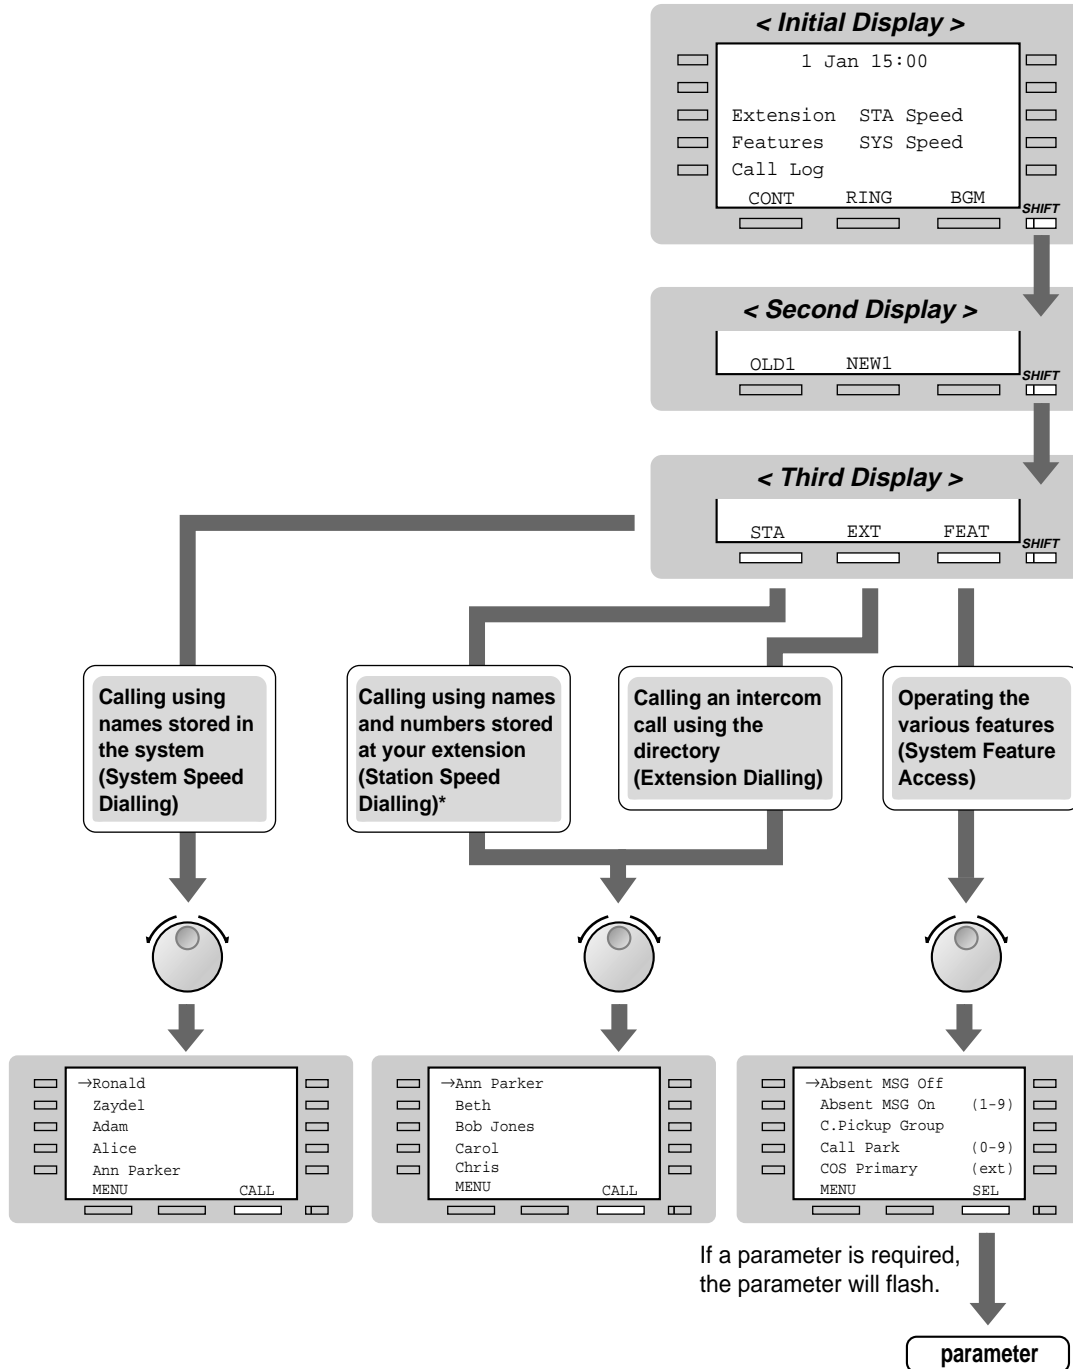 < Initial Display >
1 Jan 15:00
Extension STA Speed
Features SYS Speed
Call Log
CONT RING BGM
SHIFT
< Second Display >
OLD1 NEW1
SHIFT
< Third Display >
STA EXT FEAT
SHIFT
Calling using
names stored in
the system
(System Speed
Dialling)
Calling using names
and numbers stored
at your extension
(Station Speed
Dialling)*
Calling an intercom
call using the
directory
(Extension Dialling)
Operating the
various features
(System Feature
Access)
→Ronald
Zaydel
Adam
Alice
Ann Parker
MENU CALL
→Ann Parker
Beth
Bob Jones
Carol
Chris
MENU CALL
→Absent MSG Off
Absent MSG On (1-9)
C.Pickup Group
Call Park (0-9)
COS Primary (ext)
MENU SEL
If a parameter is required,
the parameter will flash.
parameter